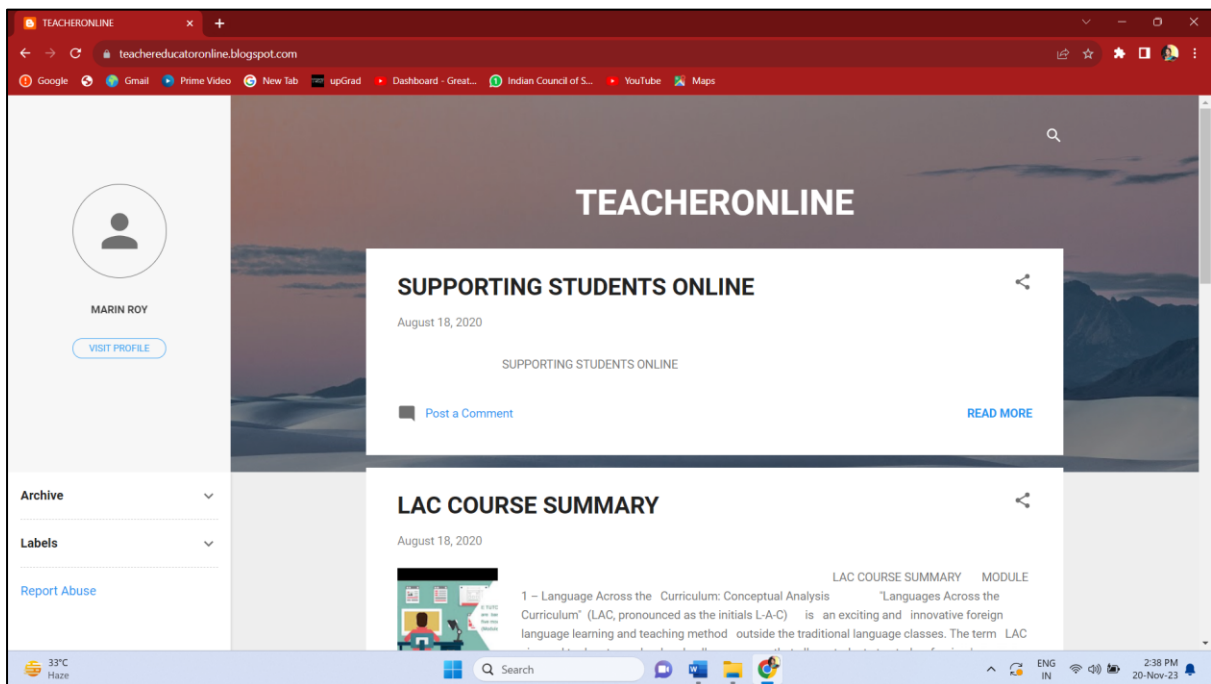 TEACHERONLINE
teachereducatoronline.blogspot.com
Google Gmail Prime Video New Tab upGrad Dashboard - Great... Indian Council of S... YouTube Maps
MARIN ROY
VISIT PROFILE
Archive
Labels
Report Abuse
TEACHERONLINE
SUPPORTING STUDENTS ONLINE
August 18, 2020
SUPPORTING STUDENTS ONLINE
Post a Comment READ MORE
LAC COURSE SUMMARY
August 18, 2020
LAC COURSE SUMMARY MODULE
1 – Language Across the Curriculum: Conceptual Analysis "Languages Across the
Curriculum" (LAC, pronounced as the initials L-A-C) is an exciting and innovative foreign
language learning and teaching method outside the traditional language classes. The term LAC
33°C
Haze
Search
ENG
IN
2:38 PM
20-Nov-23